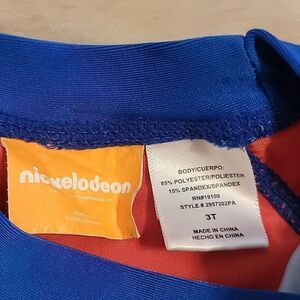 nickelodeon
BODY/CUERPO:
85% POLYESTER/POLIESTER
15% SPANDEX/SPANDEX
RN#19109
STYLE # 2957202PA
3T
MADE IN CHINA
HECHO EN CHINA